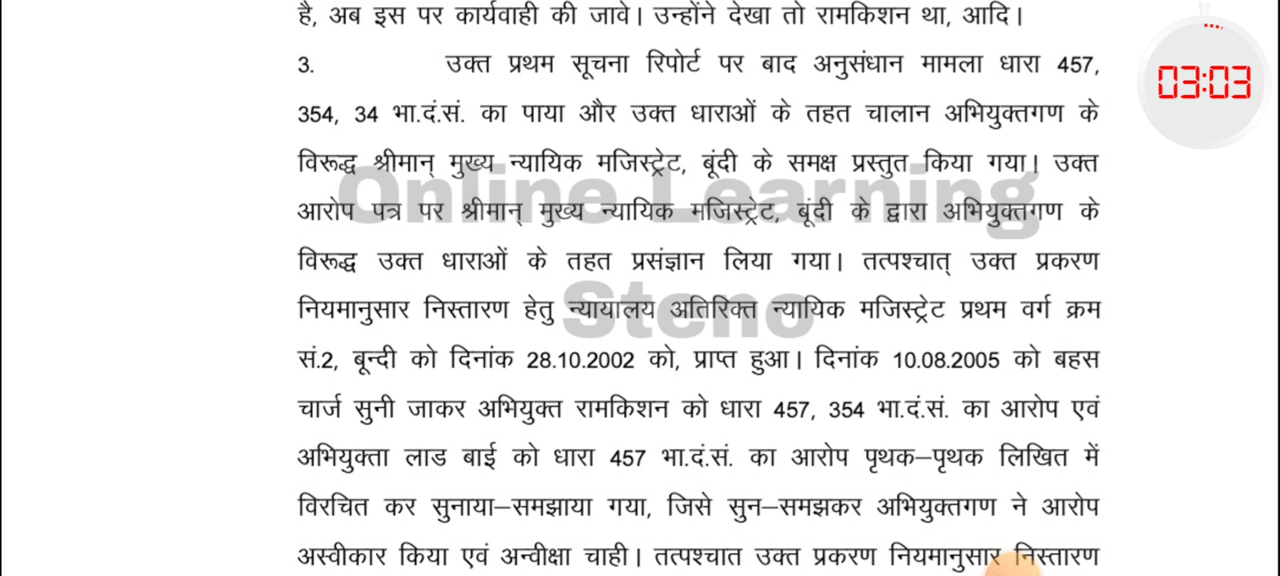 है, अब इस पर कार्यवाही की जावे। उन्होंने देखा तो रामकिशन था, आदि।
03:03
3. उक्त प्रथम सूचना रिपोर्ट पर बाद अनुसंधान मामला धारा 457,
354, 34 भा.दं.सं. का पाया और उक्त धाराओं के तहत चालान अभियुक्तगण के
विरूद्ध श्रीमान् मुख्य न्यायिक मजिस्ट्रेट, बूंदी के समक्ष प्रस्तुत किया गया। उक्त
Online Learning
आरोप पत्र पर श्रीमान् मुख्य न्यायिक मजिस्ट्रेट, बूंदी के द्वारा अभियुक्तगण के
विरूद्ध उक्त धाराओं के तहत प्रसंज्ञान लिया गया। तत्पश्चात् उक्त प्रकरण
नियमानुसार निस्तारण हेतु न्यायालय अतिरिक्त न्यायिक मजिस्ट्रेट प्रथम वर्ग क्रम
Steno
सं.2, बून्दी को दिनांक 28.10.2002 को, प्राप्त हुआ। दिनांक 10.08.2005 को बहस
चार्ज सुनी जाकर अभियुक्त रामकिशन को धारा 457, 354 भा.दं.सं. का आरोप एवं
अभियुक्ता लाड बाई को धारा 457 भा.दं.सं. का आरोप पृथक–पृथक लिखित में
विरचित कर सुनाया–समझाया गया, जिसे सुन–समझकर अभियुक्तगण ने आरोप
अस्वीकार किया एवं अन्वीक्षा चाही। तत्पश्चात उक्त प्रकरण नियमानुसार निस्तारण